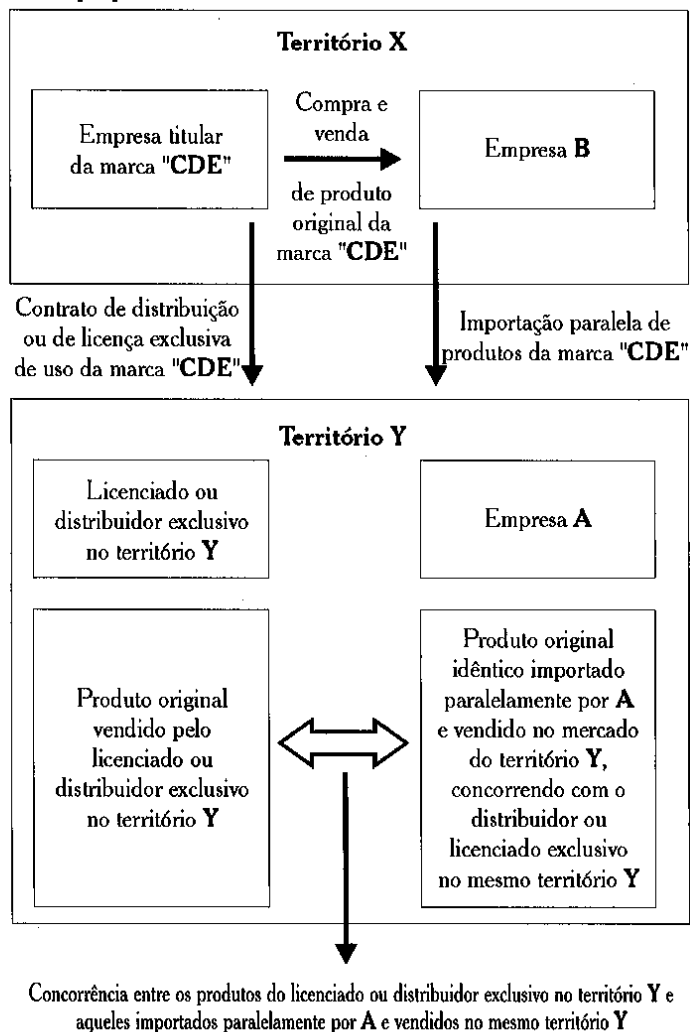 Território X
Empresa titular
da marca "CDE"
Compra e
venda
de produto
original da
marca "CDE"
Empresa B
Contrato de distribuição
ou de licença exclusiva
de uso da marca "CDE"
Importação paralela de
produtos da marca "CDE"
Território Y
Licenciado ou
distribuidor exclusivo
no território Y
Empresa A
Produto original
vendido pelo
licenciado ou
distribuidor exclusivo
no território Y
Produto original
idêntico importado
paralelamente por A
e vendido no mercado
do território Y,
concorrendo com o
distribuidor ou
licenciado exclusivo
no mesmo território Y
Concorrência entre os produtos do licenciado ou distribuidor exclusivo no território Y e
aqueles importados paralelamente por A e vendidos no mesmo território Y